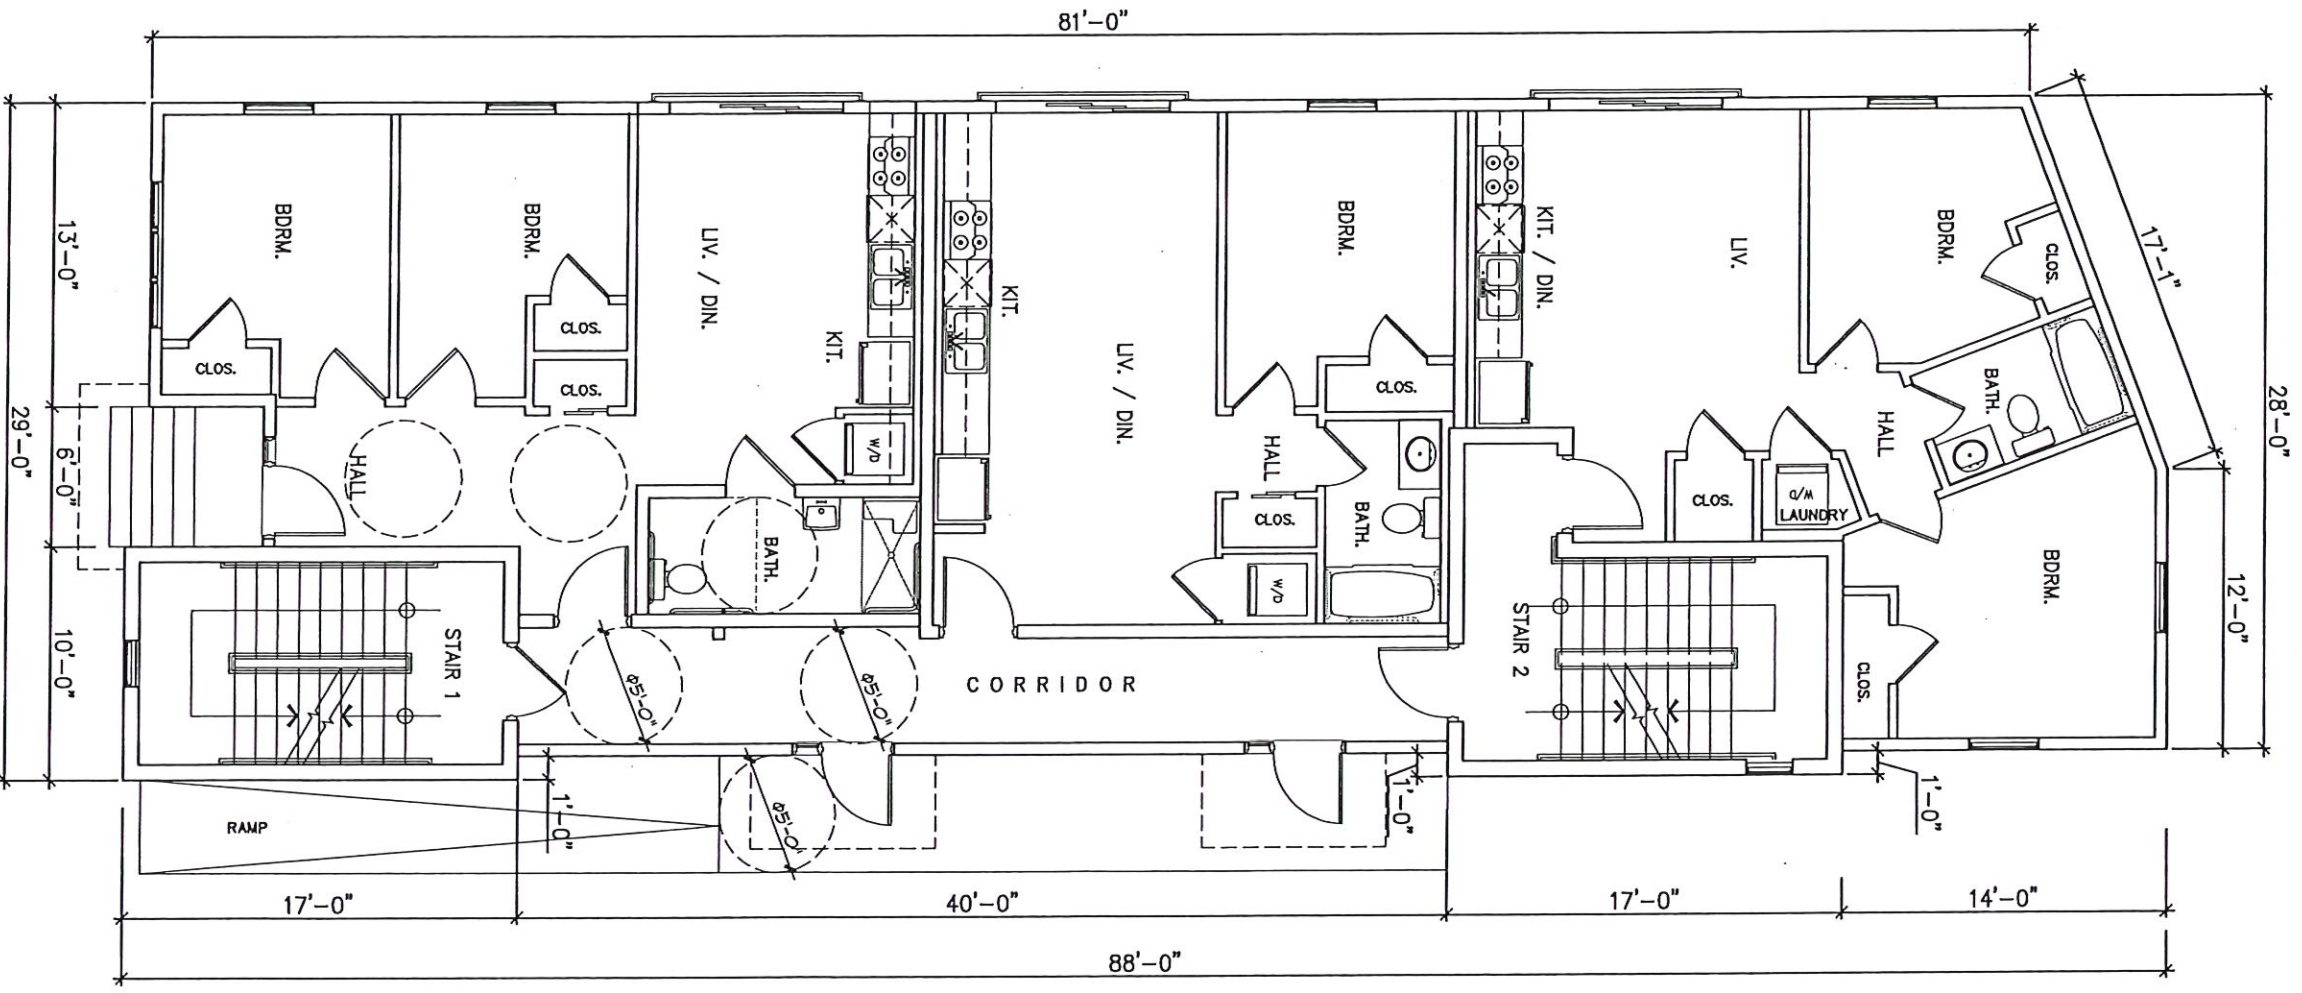 81'-0"
17'-1"
28'-0"
12'-0"
29'-0"
13'-0"
6'-0"
10'-0"
BDRM.
CLOS.
BDRM.
CLOS.
CLOS.
HALL
LIV. / DIN.
KIT.
W/D
BATH.
KIT.
LIV. / DIN.
BDRM.
CLOS.
HALL
CLOS.
BATH.
W/D
KIT. / DIN.
LIV.
BDRM.
CLOS.
BATH.
HALL
CLOS.
W/D
LAUNDRY
BDRM.
CLOS.
STAIR 1
CORRIDOR
STAIR 2
Φ5'-0"
Φ5'-0"
Φ5'-0"
RAMP
1'-0"
1'-0"
1'-0"
17'-0"
40'-0"
17'-0"
14'-0"
88'-0"